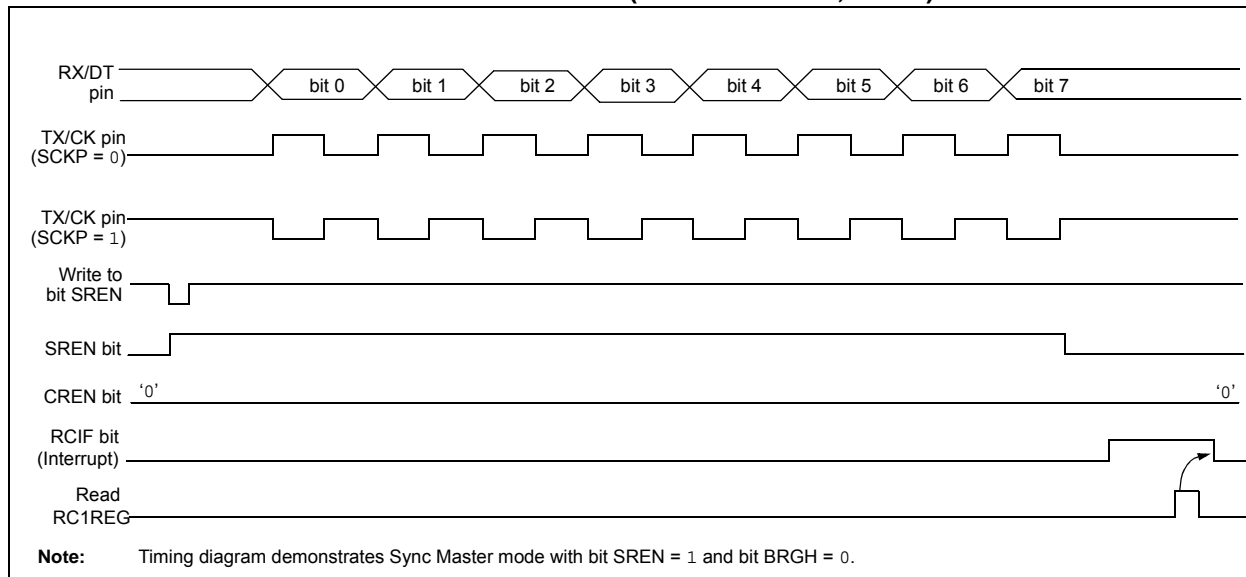 RX/DT
pin
bit 0 bit 1 bit 2 bit 3 bit 4 bit 5 bit 6 bit 7
TX/CK pin
(SCKP = 0)
TX/CK pin
(SCKP = 1)
Write to
bit SREN
SREN bit
CREN bit ‘0’ ‘0’
RCIF bit
(Interrupt)
Read
RC1REG
Note: Timing diagram demonstrates Sync Master mode with bit SREN = 1 and bit BRGH = 0.